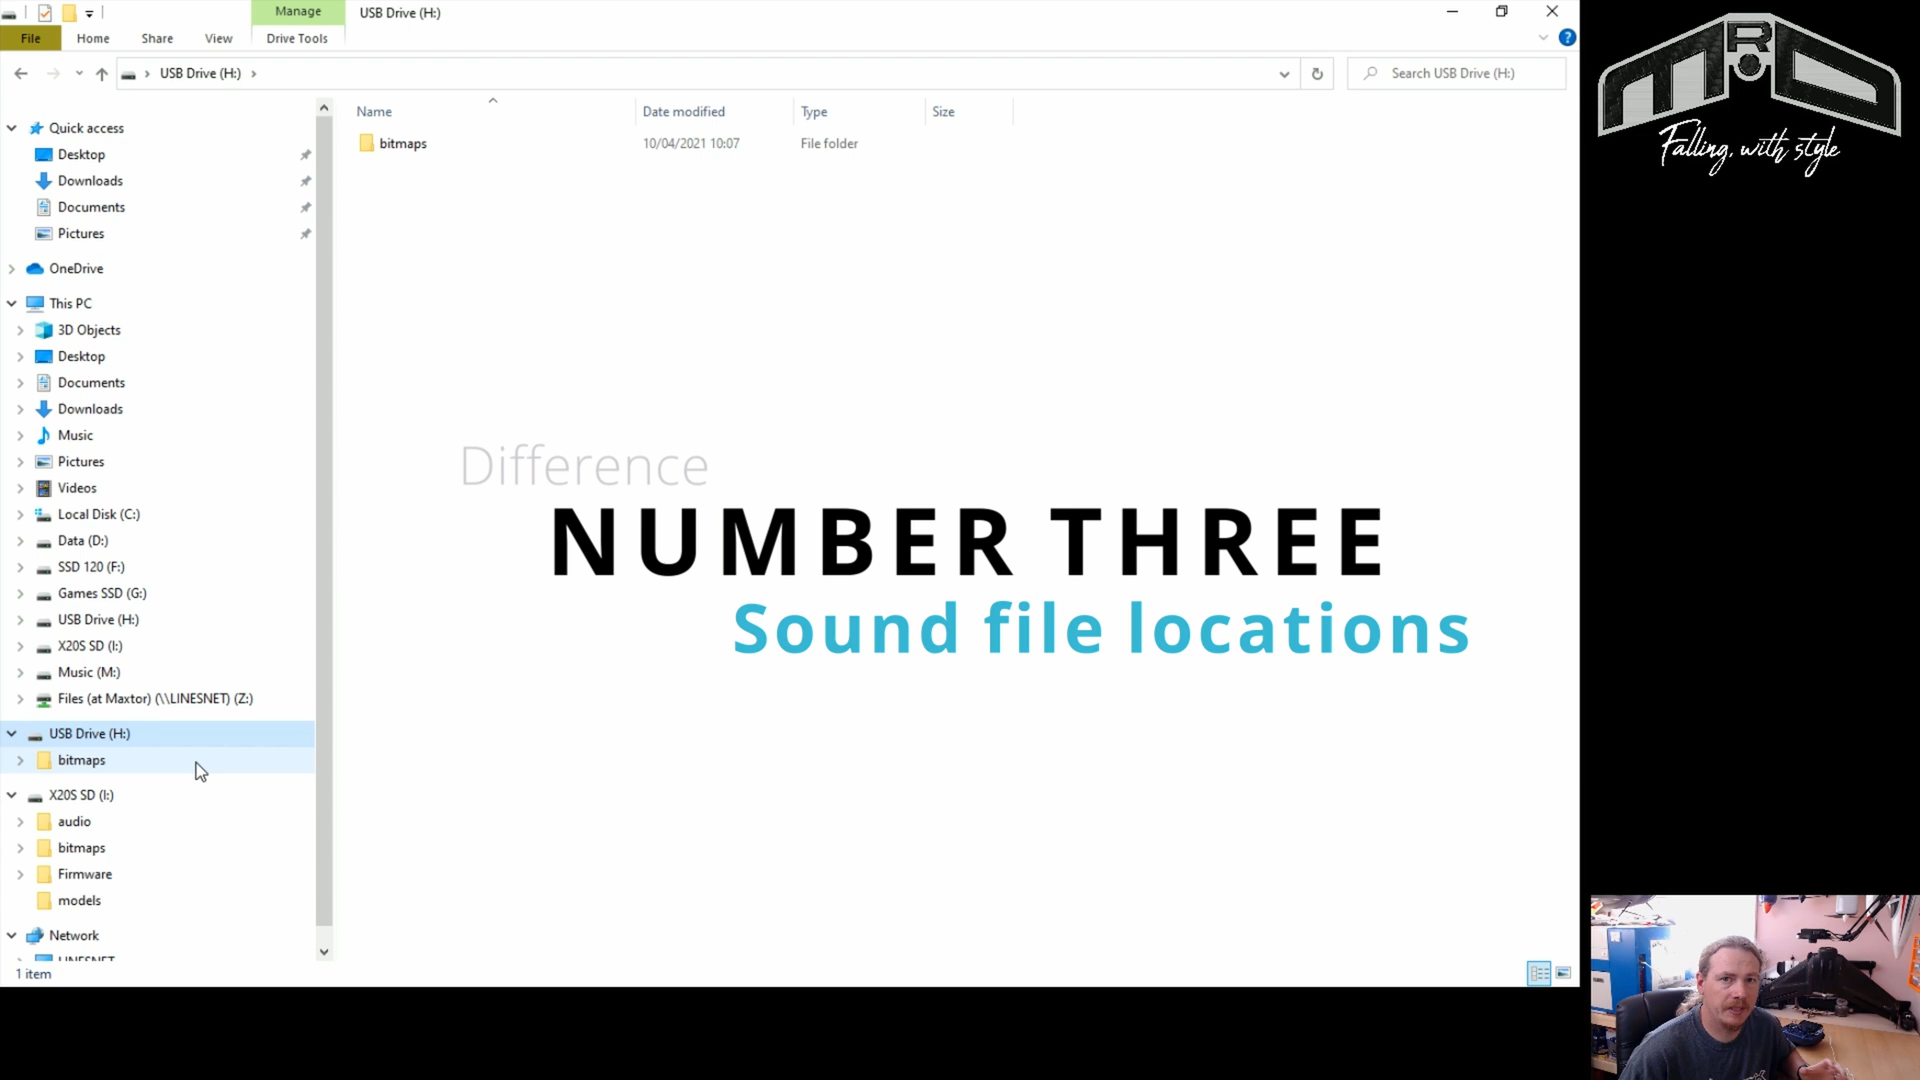 Manage
USB Drive (H:)
File
Home
Share
View
Drive Tools
USB Drive (H:)
Search USB Drive (H:)
Name
Date modified
Type
Size
bitmaps
10/04/2021 10:07
File folder
Quick access
Desktop
Downloads
Documents
Pictures
OneDrive
This PC
3D Objects
Desktop
Documents
Downloads
Music
Pictures
Videos
Local Disk (C:)
Data (D:)
SSD 120 (F:)
Games SSD (G:)
USB Drive (H:)
X20S SD (I:)
Music (M:)
Files (at Maxtor) (\\LINESNET) (Z:)
USB Drive (H:)
bitmaps
X20S SD (I:)
audio
bitmaps
Firmware
models
Network
LINESNET
1 item
Difference
NUMBER THREE
Sound file locations
MRD
Falling, with style